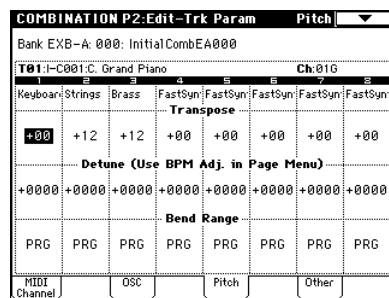 COMBINATION P2:Edit-Trk Param Pitch
Bank EXB-A: 000: InitialCombEA000
T01:I-C001:C. Grand Piano Ch:01G
1 2 3 4 5 6 7 8
Keyboar Strings Brass FastSyn FastSyn FastSyn FastSyn FastSyn
Transpose
+00 +12 +12 +00 +00 +00 +00 +00
Detune (Use BPM Adj. in Page Menu)
+0000 +0000 +0000 +0000 +0000 +0000 +0000 +0000
Bend Range
PRG PRG PRG PRG PRG PRG PRG PRG
MIDI Channel OSC Pitch Other